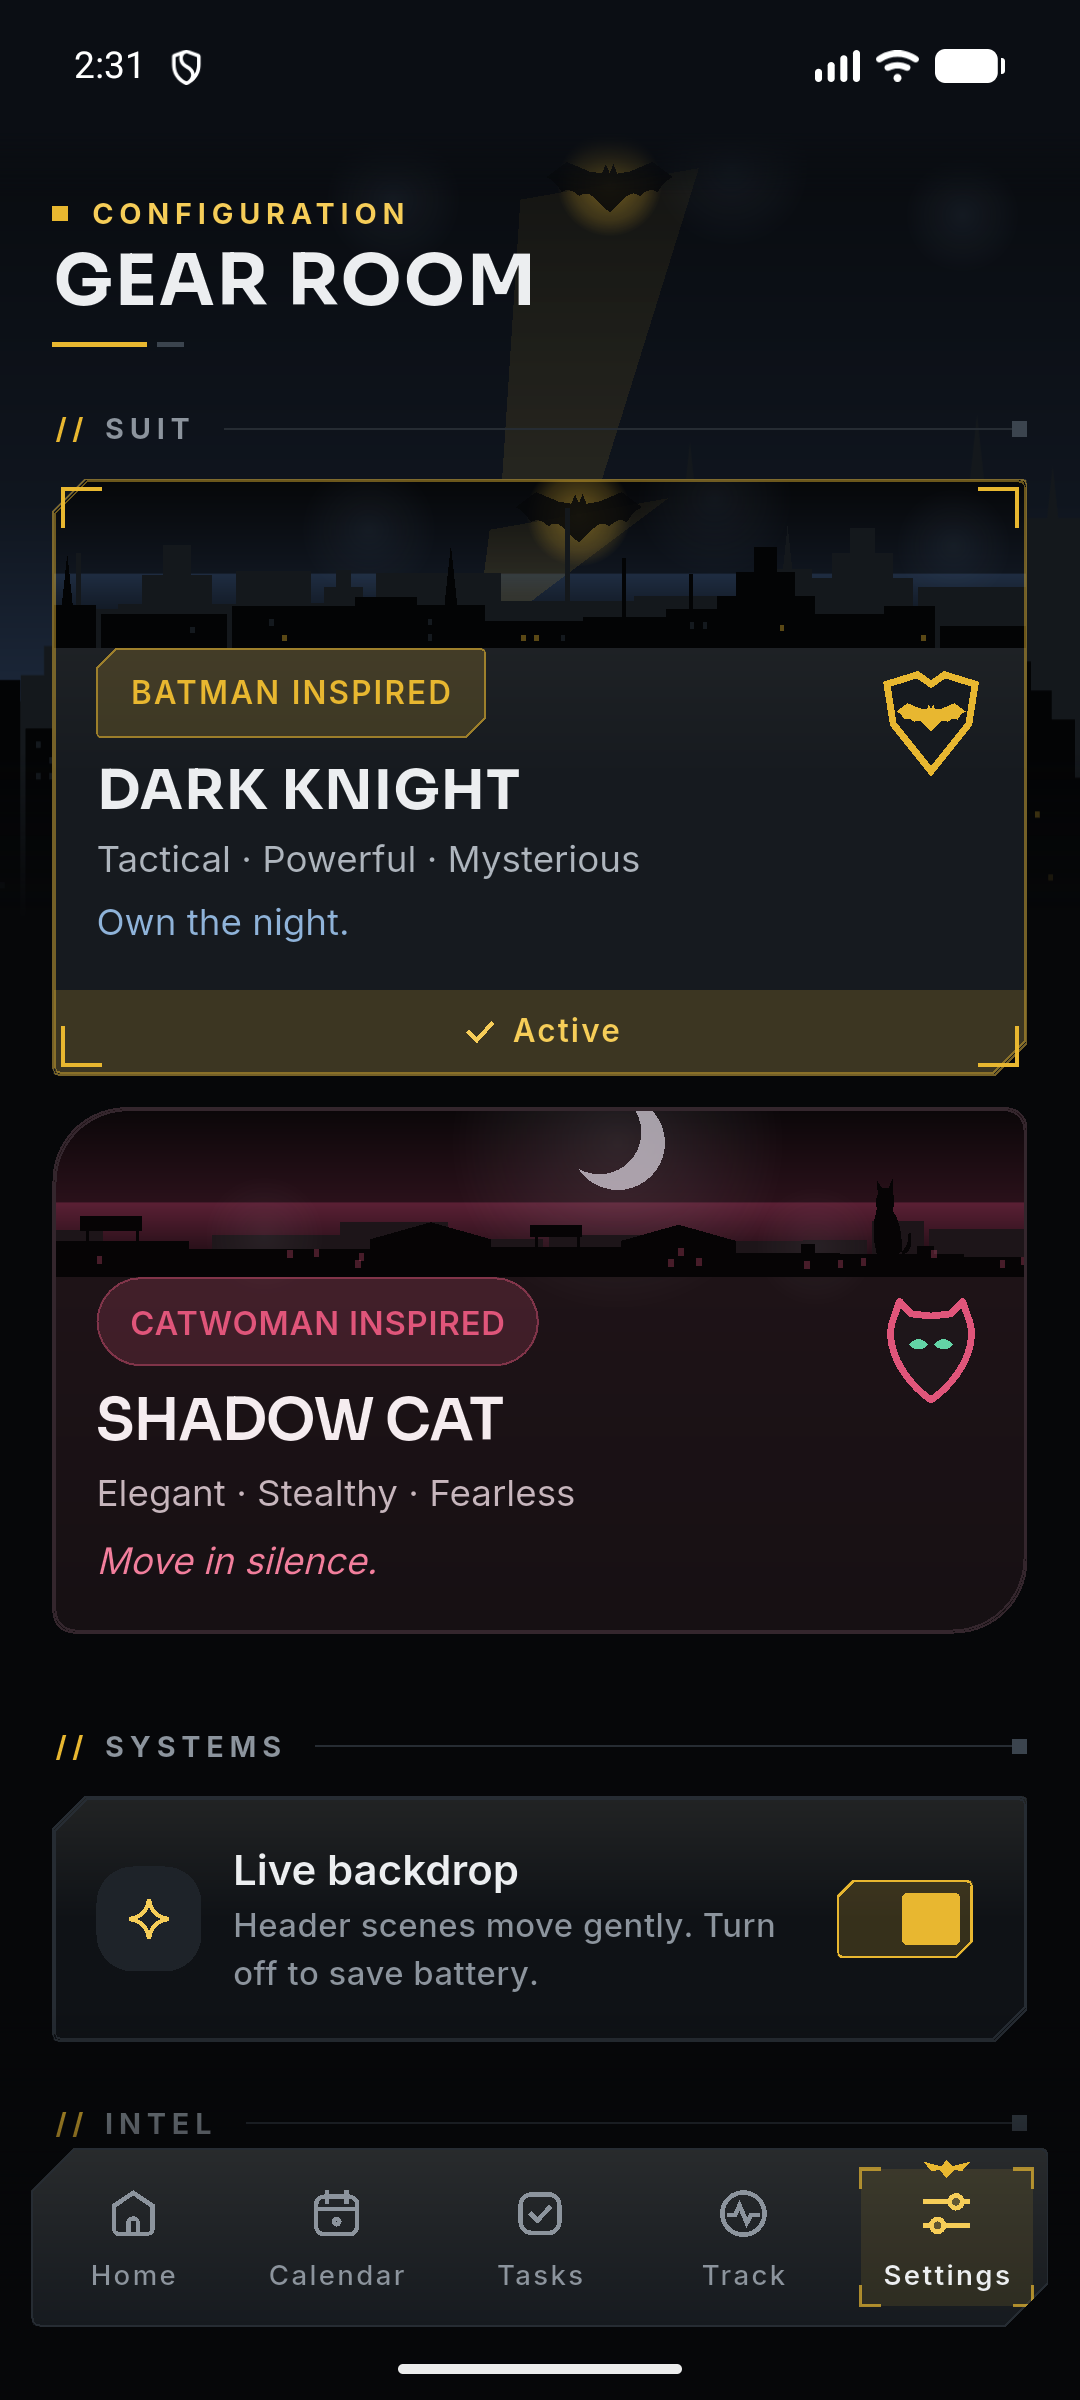 2:31
CONFIGURATION
GEAR ROOM
// SUIT
BATMAN INSPIRED
DARK KNIGHT
Tactical · Powerful · Mysterious
Own the night.
Active
CATWOMAN INSPIRED
SHADOW CAT
Elegant · Stealthy · Fearless
Move in silence.
// SYSTEMS
Live backdrop
Header scenes move gently. Turn
off to save battery.
// INTEL
Home Calendar Tasks Track Settings